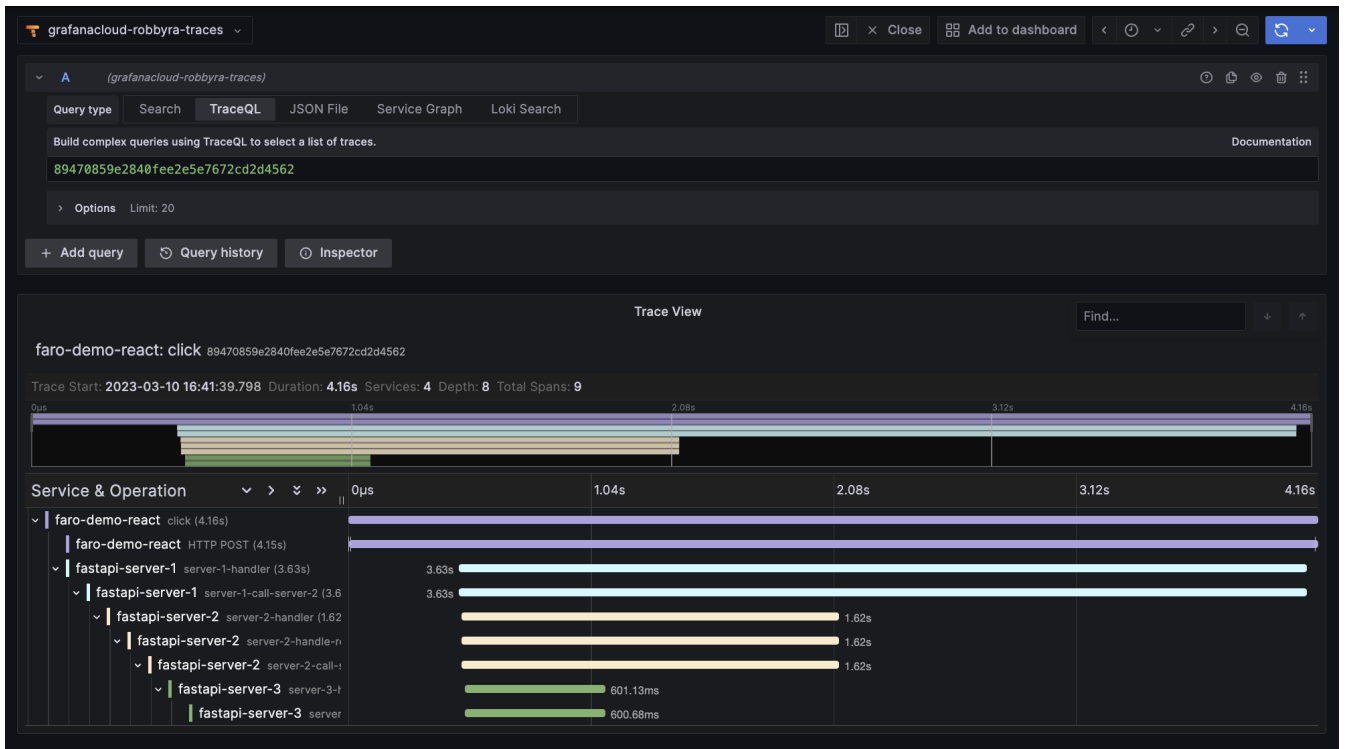 grafanacloud-robbyra-traces
Close
Add to dashboard
A (grafanacloud-robbyra-traces)
Query type Search TraceQL JSON File Service Graph Loki Search
Build complex queries using TraceQL to select a list of traces. Documentation
89470859e2840fee2e5e7672cd2d4562
Options Limit: 20
+ Add query Query history Inspector
Trace View
Find...
faro-demo-react: click 89470859e2840fee2e5e7672cd2d4562
Trace Start: 2023-03-10 16:41:39.798 Duration: 4.16s Services: 4 Depth: 8 Total Spans: 9
0μs 1.04s 2.08s 3.12s 4.16s
Service & Operation 0μs 1.04s 2.08s 3.12s 4.16s
faro-demo-react click (4.16s)
faro-demo-react HTTP POST (4.15s)
fastapi-server-1 server-1-handler (3.63s) 3.63s
fastapi-server-1 server-1-call-server-2 (3.6 3.63s
fastapi-server-2 server-2-handler (1.62 1.62s
fastapi-server-2 server-2-handle-r 1.62s
fastapi-server-2 server-2-call- 1.62s
fastapi-server-3 server-3- 601.13ms
fastapi-server-3 server 600.68ms